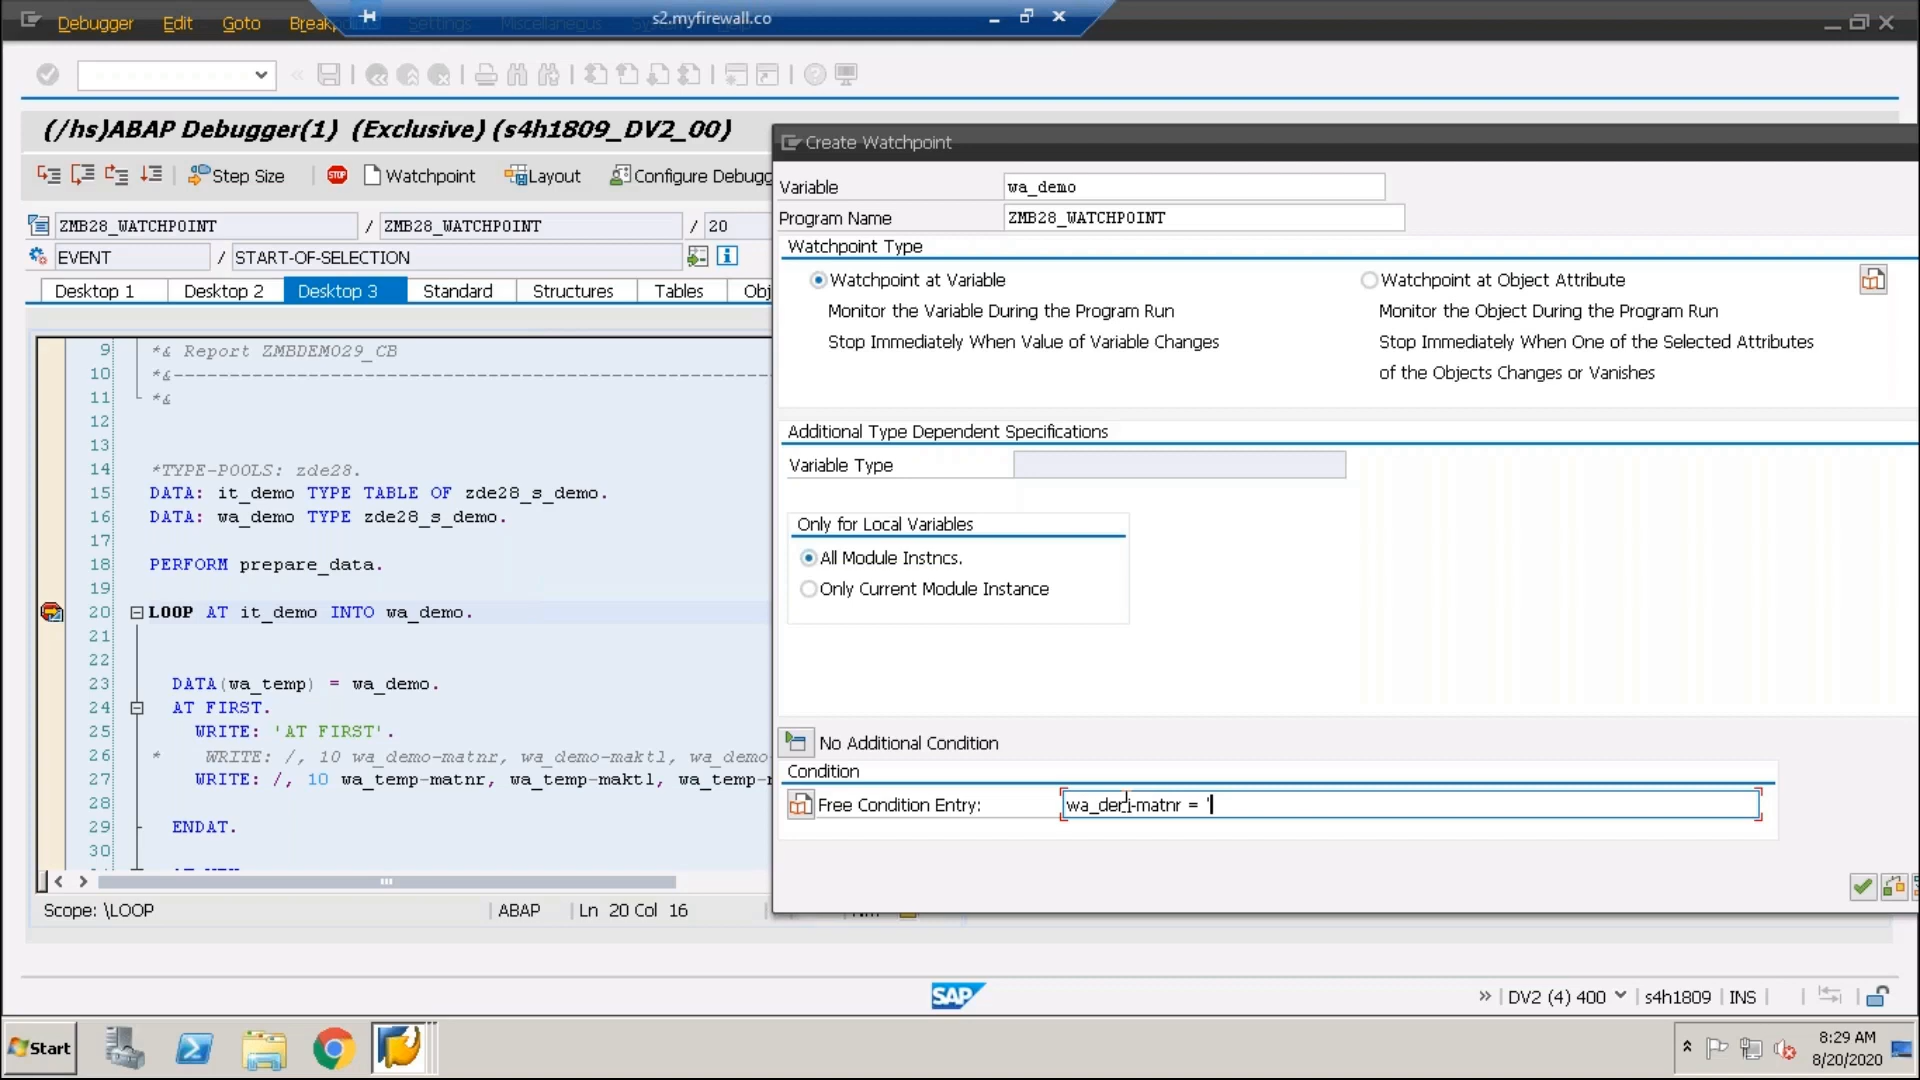 Debugger Edit Goto
s2.myfirewall.co
(/hs)ABAP Debugger(1) (Exclusive) (s4h1809_DV2_00)
Step Size
STOP
Watchpoint
Layout
Configure Debugg
ZMB28_WATCHPOINT / ZMB28_WATCHPOINT / 20
EVENT / START-OF-SELECTION
Desktop 1 Desktop 2 Desktop 3 Standard Structures Tables Obj
9 *& Report ZMBDEMO29_CB
10 *&---------------------------------------------------------------------
11 *&
12
13
14 *TYPE-POOLS: zde28.
15 DATA: it_demo TYPE TABLE OF zde28_s_demo.
16 DATA: wa_demo TYPE zde28_s_demo.
17
18 PERFORM prepare_data.
19
20 LOOP AT it_demo INTO wa_demo.
21
22
23 DATA(wa_temp) = wa_demo.
24 AT FIRST.
25 WRITE: 'AT FIRST'.
26 * WRITE: /, 10 wa_demo-matnr, wa_demo-maktl, wa_demo
27 WRITE: /, 10 wa_temp-matnr, wa_temp-maktl, wa_temp-
28
29 ENDAT.
30
Scope: \LOOP
ABAP
Ln 20 Col 16
Create Watchpoint
Variable wa_demo
Program Name ZMB28_WATCHPOINT
Watchpoint Type
Watchpoint at Variable
Monitor the Variable During the Program Run
Stop Immediately When Value of Variable Changes
Watchpoint at Object Attribute
Monitor the Object During the Program Run
Stop Immediately When One of the Selected Attributes
of the Objects Changes or Vanishes
Additional Type Dependent Specifications
Variable Type
Only for Local Variables
All Module Instncs.
Only Current Module Instance
No Additional Condition
Condition
Free Condition Entry: -matnr = '
SAP
DV2 (4) 400 s4h1809 INS
Start
8:29 AM
8/20/2020